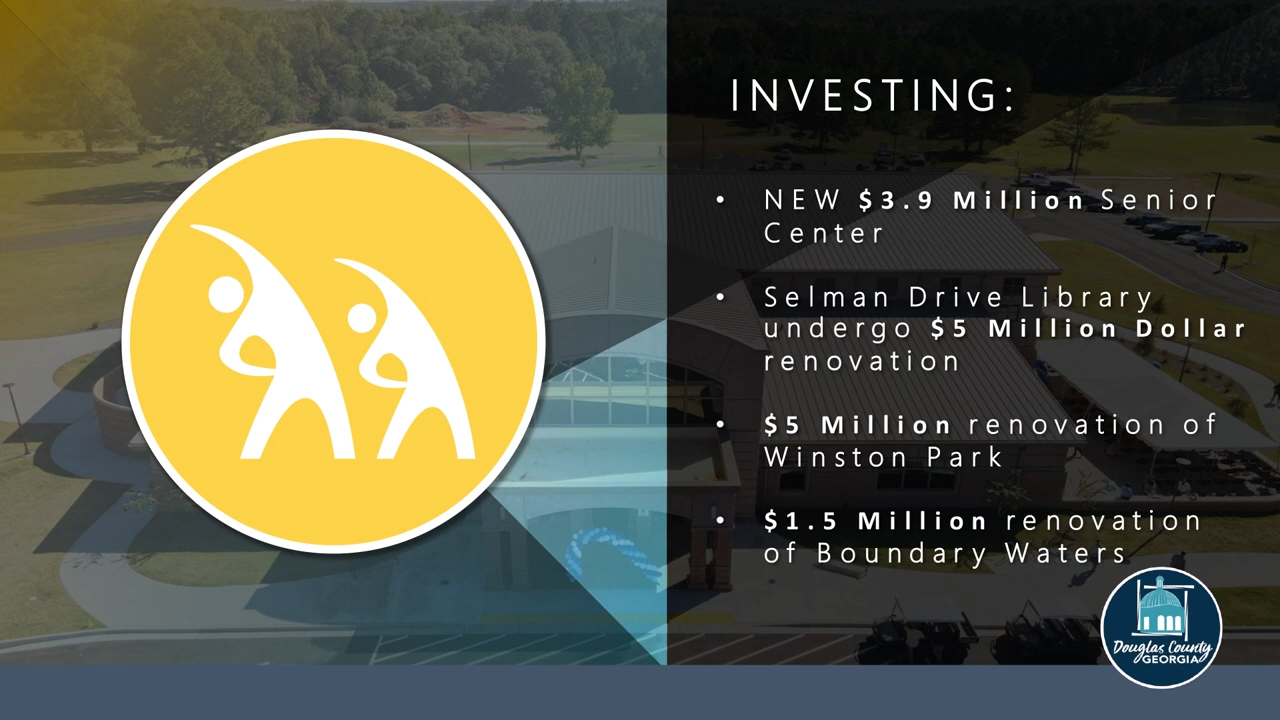 INVESTING:
• NEW $3.9 Million Senior
Center
• Selman Drive Library
undergo $5 Million Dollar
renovation
• $5 Million renovation of
Winston Park
• $1.5 Million renovation
of Boundary Waters
Douglas County
GEORGIA